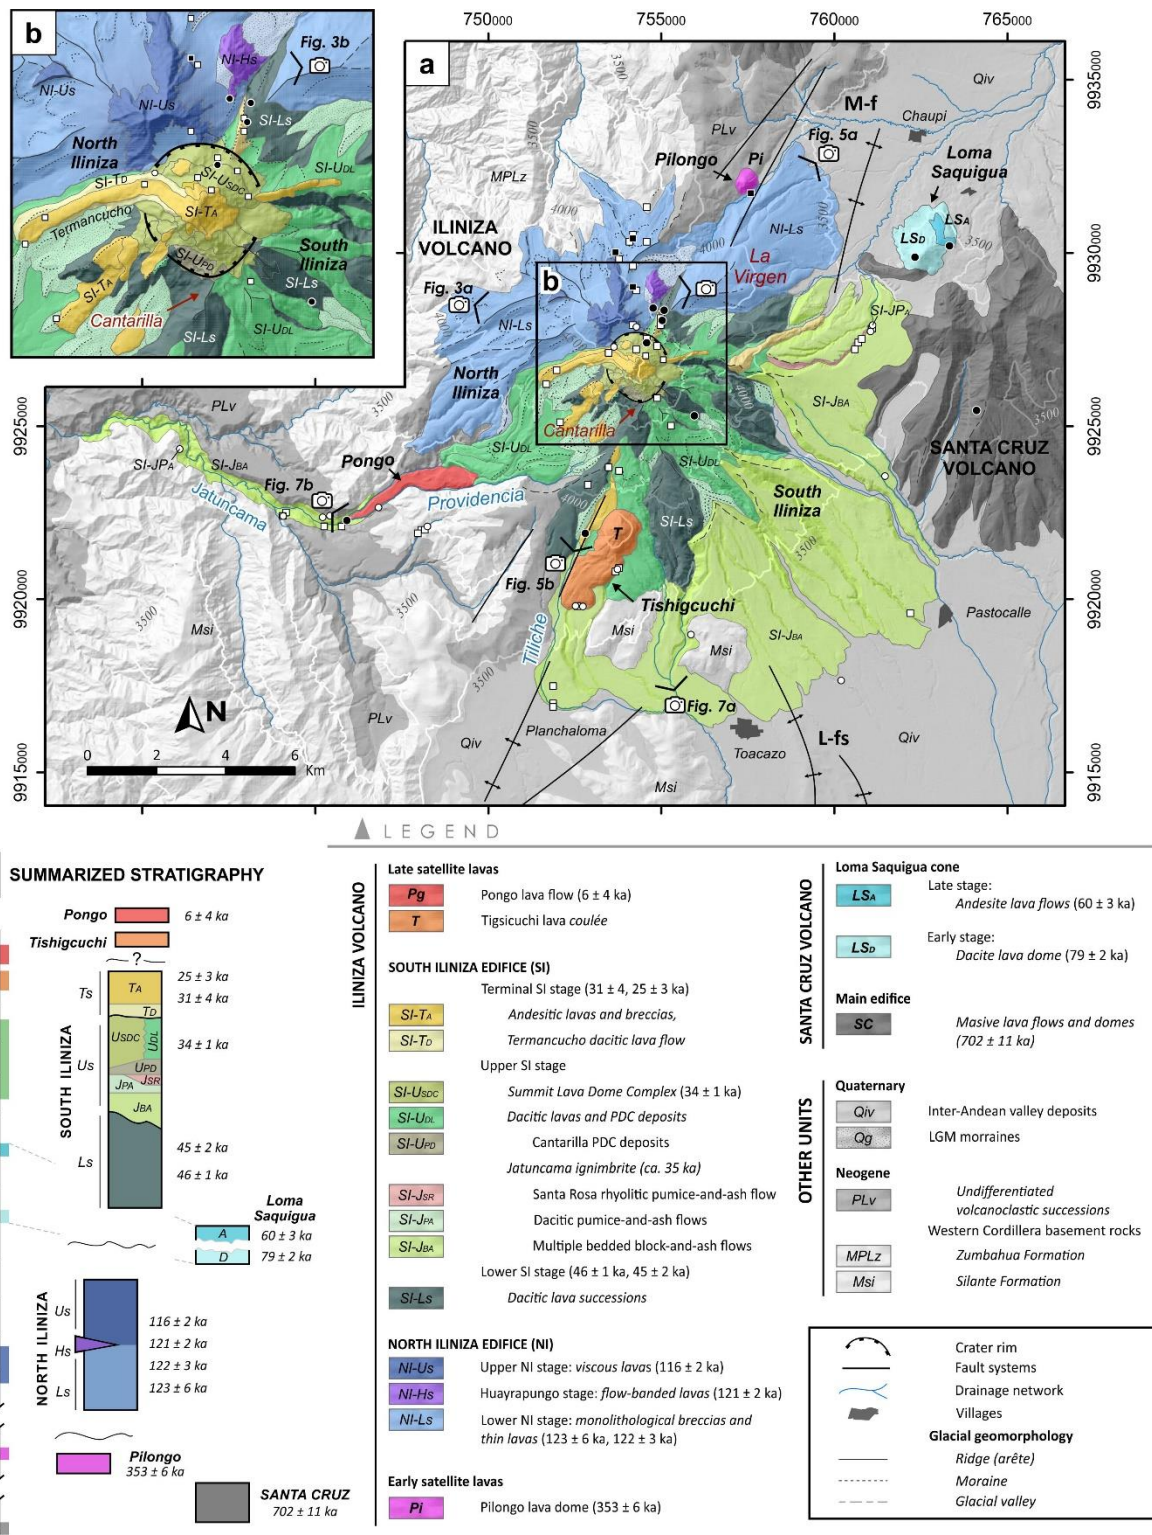 b
Fig. 3b
NI-Hs
NI-Us
NI-Us
SI-Ls
North
Iliniza
SI-UDL
SI-TD
SI-USDC
Termancucho
SI-TA
SI-UPD
South
Iliniza
SI-TA
SI-Ls
Cantarilla
SI-Ls
SI-UDL
750000
755000
760000
765000
a
3500
Qiv
9935000
M-f
PLv
Chaupi
3500
Fig. 5a
Loma
Saquigua
Pilongo
Pi
MPLz
4000
3500
NI-Ls
LSA
LSD
3500
ILINIZA
VOLCANO
4000
La
Virgen
9930000
b
Fig. 3a
4000
NI-Ls
SI-JPA
North
Iliniza
4000
SI-JBA
3500
3500
PLv
Cantarilla
9925000
9925000
SI-UDL
SANTA CRUZ
VOLCANO
SI-JPA
SI-JBA
Pongo
SI-UDL
Fig. 7b
Jatuncama
Providencia
4000
South
Iliniza
SI-Ls
3500
T
Fig. 5b
9920000
3500
3500
Tishigcuchi
9920000
Msi
Msi
Msi
SI-JBA
Pastocalle
Tiliche
3500
N
PLv
Fig. 7a
Planchaloma
Qiv
L-fs
Qiv
Toacazo
0 2 4 6
Km
9915000
Msi
9915000
LEGEND
SUMMARIZED STRATIGRAPHY
Pongo
6 ± 4 ka
Tishigcuchi
?
SOUTH ILINIZA
Ts
TA
25 ± 3 ka
31 ± 4 ka
TD
Us
USDC
UDL
34 ± 1 ka
UPD
JSR
JPA
JBA
Ls
45 ± 2 ka
46 ± 1 ka
Loma
Saquigua
A
60 ± 3 ka
D
79 ± 2 ka
NORTH ILINIZA
Us
Hs
Ls
116 ± 2 ka
121 ± 2 ka
122 ± 3 ka
123 ± 6 ka
Pilongo
353 ± 6 ka
SANTA CRUZ
702 ± 11 ka
ILINIZA VOLCANO
Late satellite lavas
Pg Pongo lava flow (6 ± 4 ka)
T Tigsicuchi lava coulée
SOUTH ILINIZA EDIFICE (SI)
Terminal SI stage (31 ± 4, 25 ± 3 ka)
SI-TA Andesitic lavas and breccias,
SI-TD Termancucho dacitic lava flow
Upper SI stage
SI-USDC Summit Lava Dome Complex (34 ± 1 ka)
SI-UDL Dacitic lavas and PDC deposits
SI-UPD Cantarilla PDC deposits
Jatuncama ignimbrite (ca. 35 ka)
SI-JSR Santa Rosa rhyolitic pumice-and-ash flow
SI-JPA Dacitic pumice-and-ash flows
SI-JBA Multiple bedded block-and-ash flows
Lower SI stage (46 ± 1 ka, 45 ± 2 ka)
SI-Ls Dacitic lava successions
NORTH ILINIZA EDIFICE (NI)
NI-Us Upper NI stage: viscous lavas (116 ± 2 ka)
NI-Hs Huayrapungo stage: flow-banded lavas (121 ± 2 ka)
NI-Ls Lower NI stage: monolithological breccias and
thin lavas (123 ± 6 ka, 122 ± 3 ka)
Early satellite lavas
Pi Pilongo lava dome (353 ± 6 ka)
SANTA CRUZ VOLCANO
Loma Saquigua cone
LSA Late stage:
Andesite lava flows (60 ± 3 ka)
LSD Early stage:
Dacite lava dome (79 ± 2 ka)
Main edifice
SC Masive lava flows and domes
(702 ± 11 ka)
OTHER UNITS
Quaternary
Qiv Inter-Andean valley deposits
Qg LGM morraines
Neogene
PLv Undifferentiated
volcanoclastic successions
Western Cordillera basement rocks
MPLz Zumbahua Formation
Msi Silante Formation
Crater rim
Fault systems
Drainage network
Villages
Glacial geomorphology
Ridge (arête)
Moraine
Glacial valley